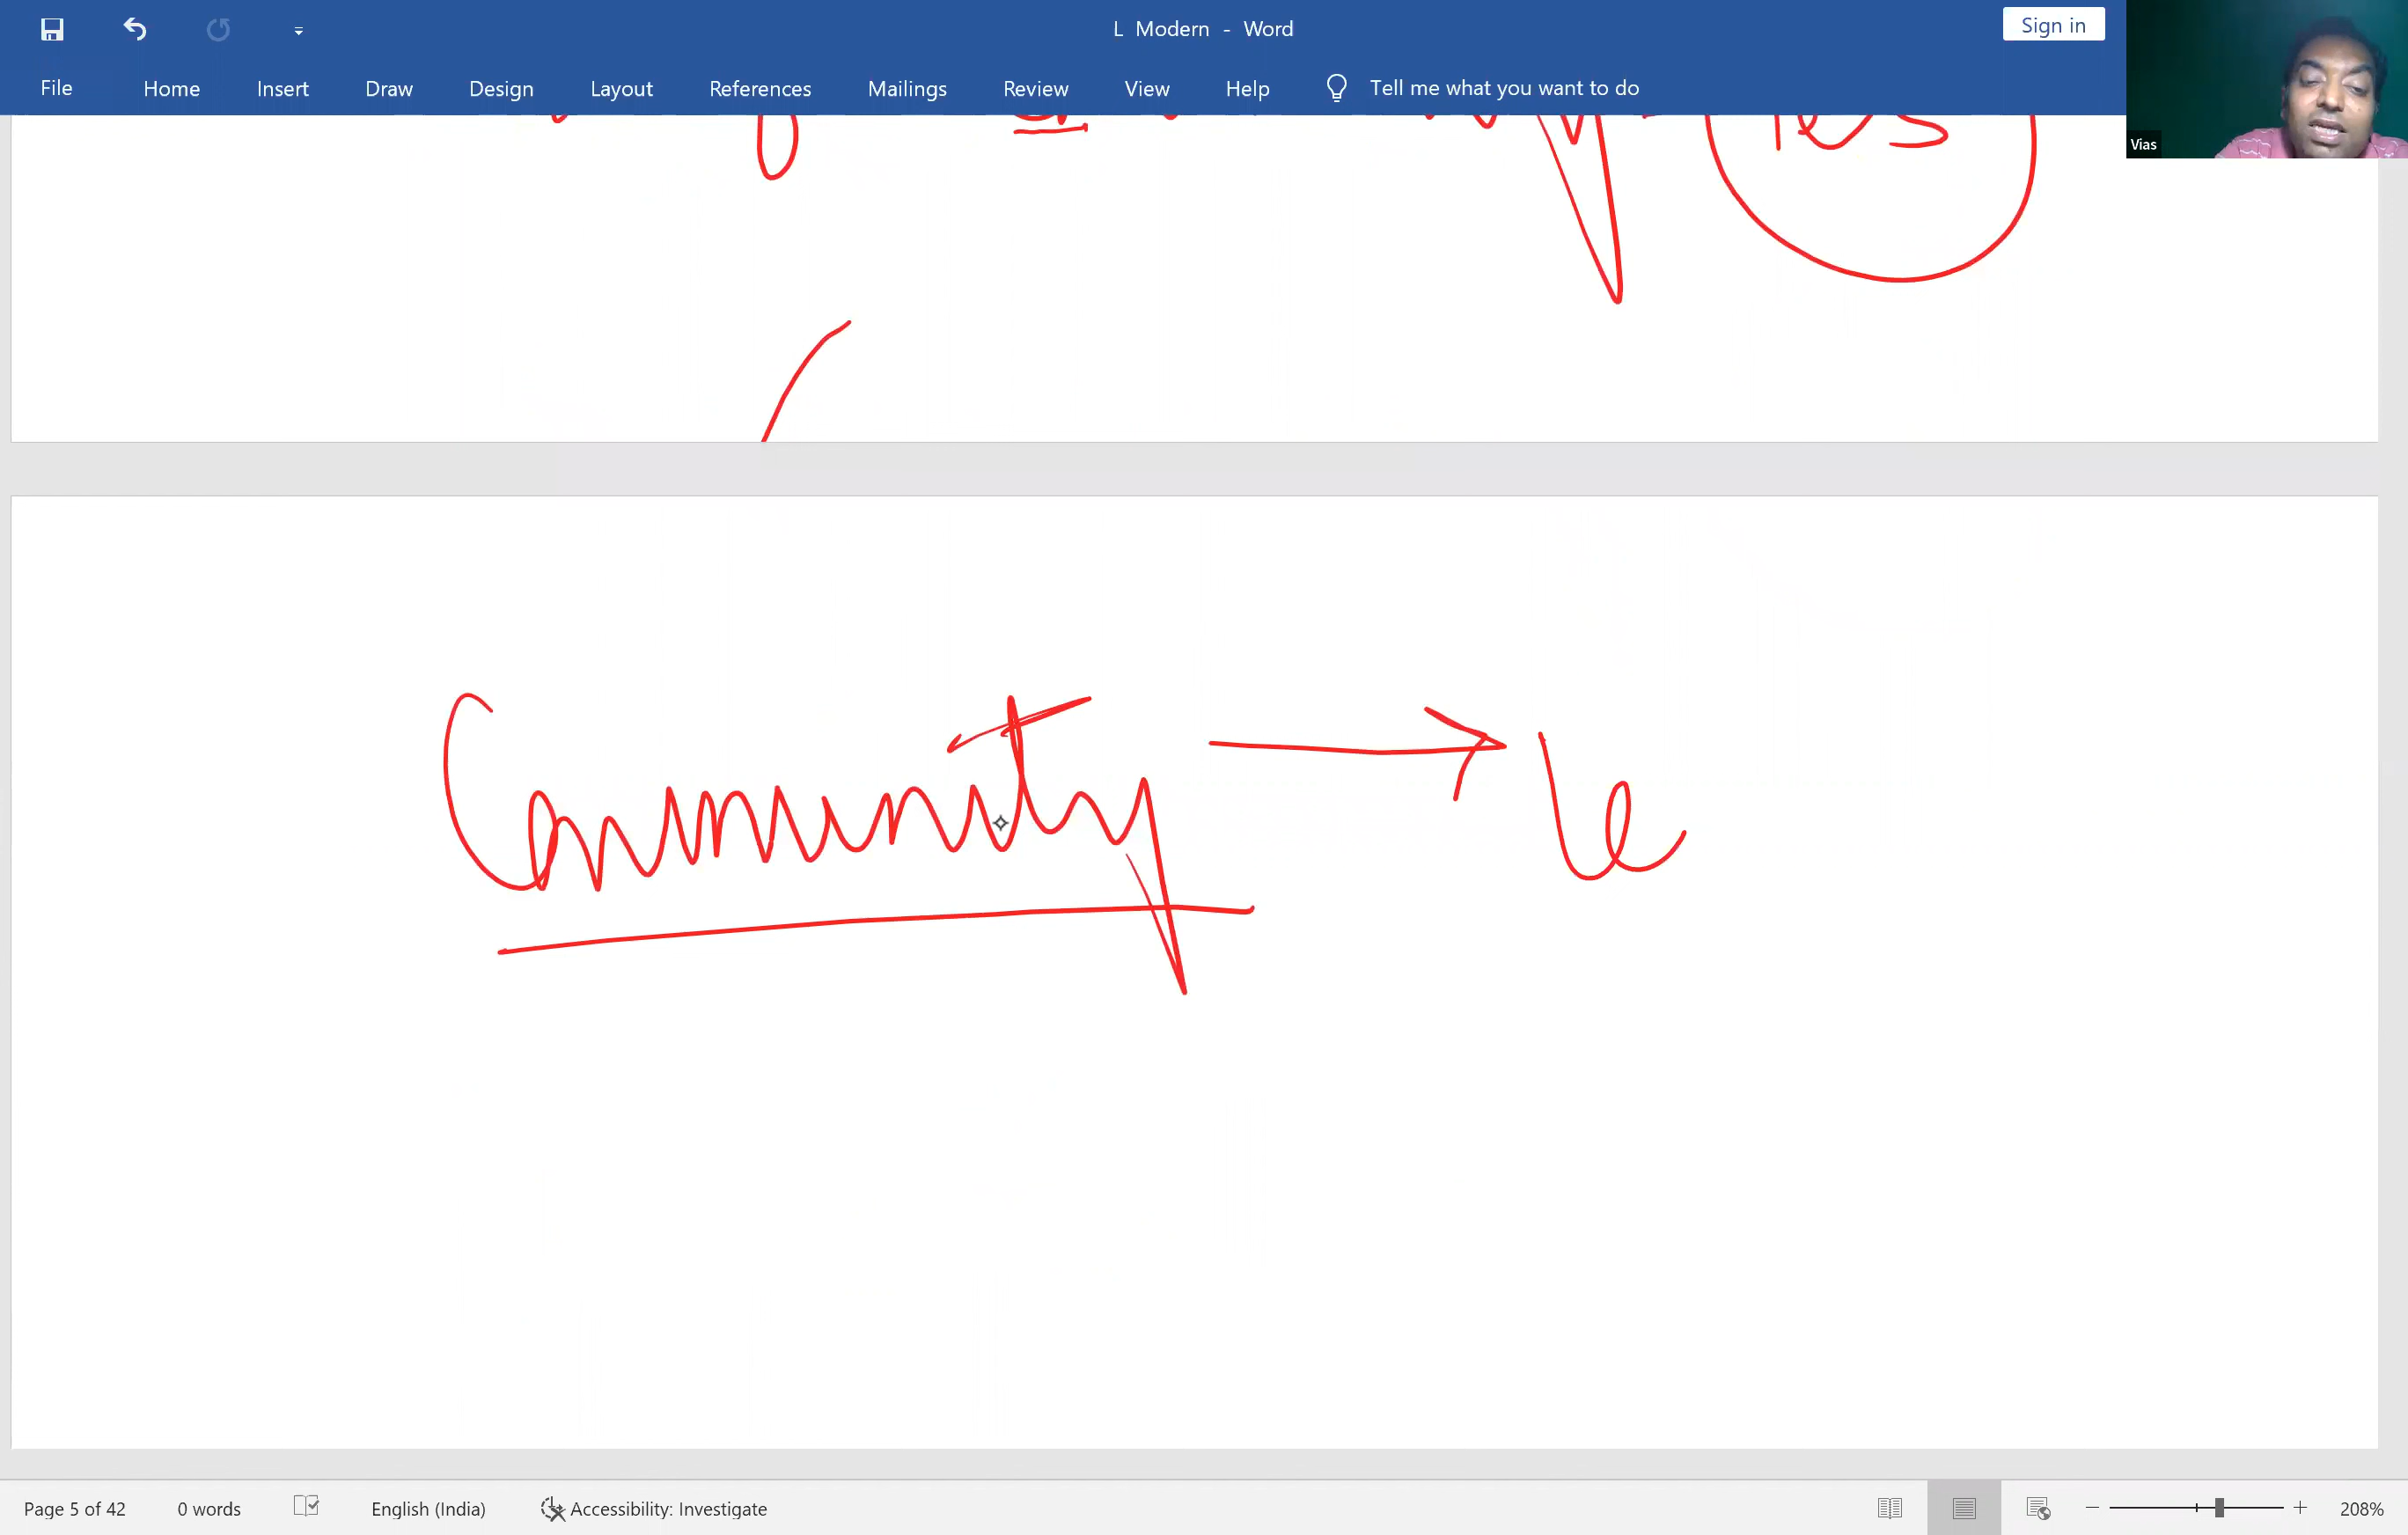 L Modern - Word
Sign in
File Home Insert Draw Design Layout References Mailings Review View Help Tell me what you want to do
Vias
Community → le
Page 5 of 42 0 words English (India) Accessibility: Investigate 208%